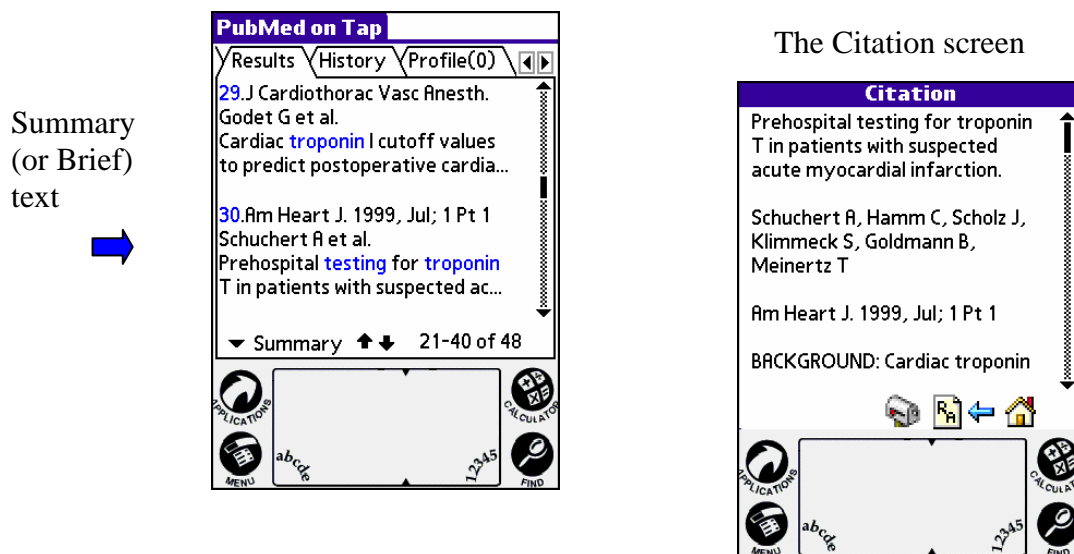 Summary
(or Brief)
text
PubMed on Tap
Results History Profile(0)
29.J Cardiothorac Vasc Anesth.
Godet G et al.
Cardiac troponin I cutoff values
to predict postoperative cardia...
30.Am Heart J. 1999, Jul; 1 Pt 1
Schuchert A et al.
Prehospital testing for troponin
T in patients with suspected ac...
Summary 21-40 of 48
APPLICATIONS
CALCULATOR
MENU
abcde
12345
FIND
The Citation screen
Citation
Prehospital testing for troponin
T in patients with suspected
acute myocardial infarction.
Schuchert A, Hamm C, Scholz J,
Klimmeck S, Goldmann B,
Meinertz T
Am Heart J. 1999, Jul; 1 Pt 1
BACKGROUND: Cardiac troponin
RA
APPLICATIONS
CALCULAT
MENU
abcde
12345
FIND